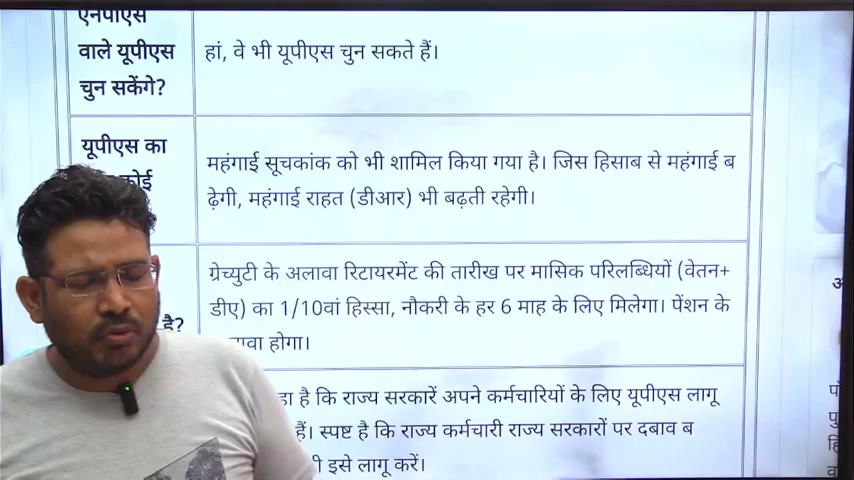 एनपीएस
वाले यूपीएस
चुन सकेंगे?
हां, वे भी यूपीएस चुन सकते हैं।
यूपीएस का
कोई
महंगाई सूचकांक को भी शामिल किया गया है। जिस हिसाब से महंगाई ब
ढ़ेगी, महंगाई राहत (डीआर) भी बढ़ती रहेगी।
है?
ग्रेच्युटी के अलावा रिटायरमेंट की तारीख पर मासिक परिलब्धियों (वेतन+
डीए) का 1/10वां हिस्सा, नौकरी के हर 6 माह के लिए मिलेगा। पेंशन के
होगा।
है कि राज्य सरकारें अपने कर्मचारियों के लिए यूपीएस लागू
हैं। स्पष्ट है कि राज्य कर्मचारी राज्य सरकारों पर दबाव ब
इसे लागू करें।